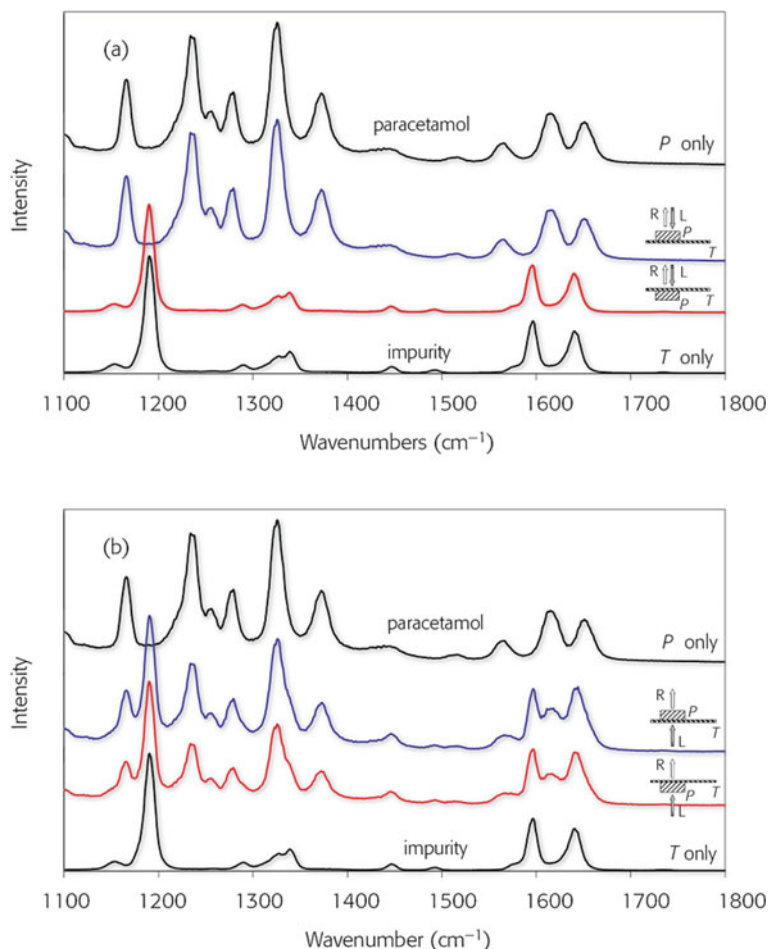 (a)
paracetamol
P only
R L
P
T
R L
P T
impurity
T only
Intensity
1100 1200 1300 1400 1500 1600 1700 1800
Wavenumbers (cm⁻¹)
(b)
paracetamol
P only
R
P
L T
R
T
P
L
impurity
T only
Intensity
1100 1200 1300 1400 1500 1600 1700 1800
Wavenumber (cm⁻¹)